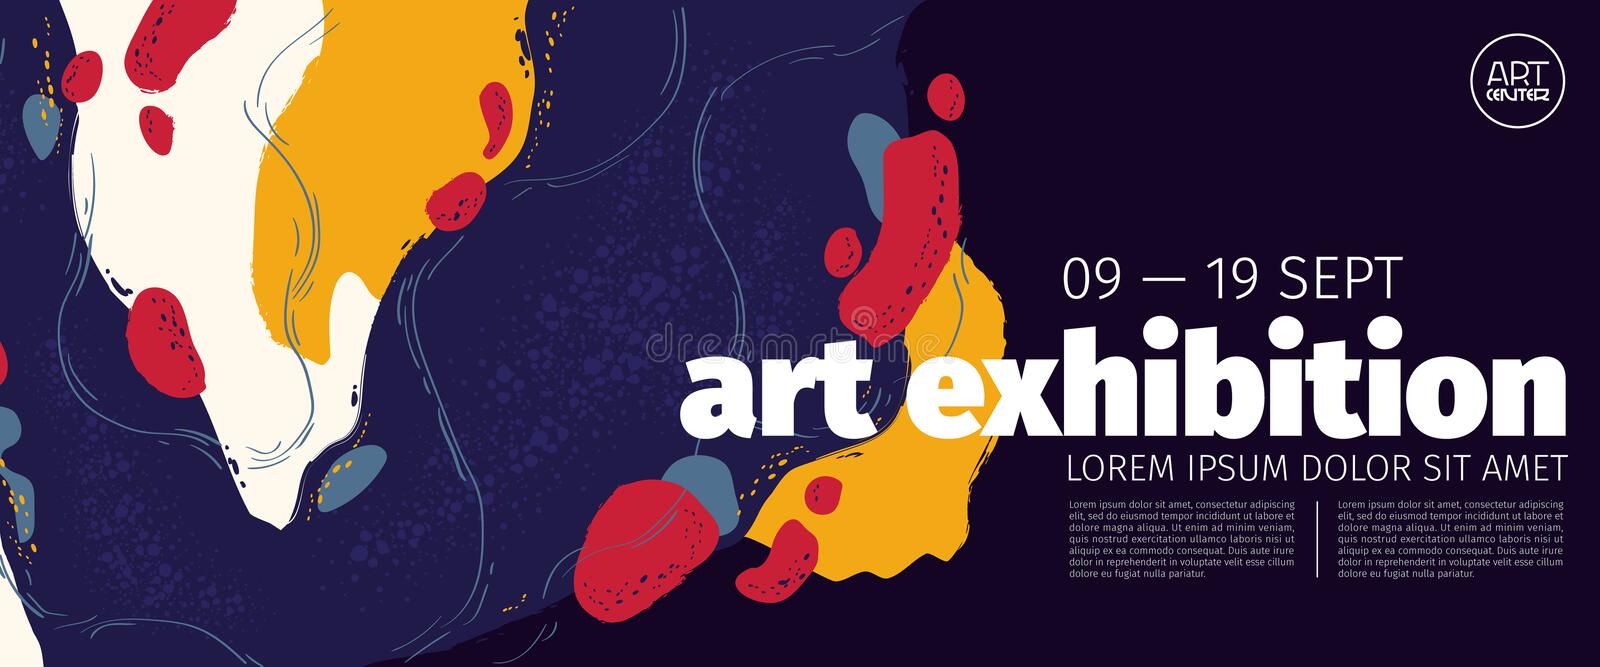 ART
CENTER
09 — 19 SEPT
art exhibition
LOREM IPSUM DOLOR SIT AMET
Lorem ipsum dolor sit amet, consectetur adipiscing
elit, sed do eiusmod tempor incididunt ut labore et
dolore magna aliqua. Ut enim ad minim veniam,
quis nostrud exercitation ullamco laboris nisi ut
aliquip ex ea commodo consequat. Duis aute irure
dolor in reprehenderit in voluptate velit esse cillum
dolore eu fugiat nulla pariatur.
Lorem ipsum dolor sit amet, consectetur adipiscing
elit, sed do eiusmod tempor incididunt ut labore et
dolore magna aliqua. Ut enim ad minim veniam,
quis nostrud exercitation ullamco laboris nisi ut
aliquip ex ea commodo consequat. Duis aute irure
dolor in reprehenderit in voluptate velit esse cillum
dolore eu fugiat nulla pariatur.
dreamstime